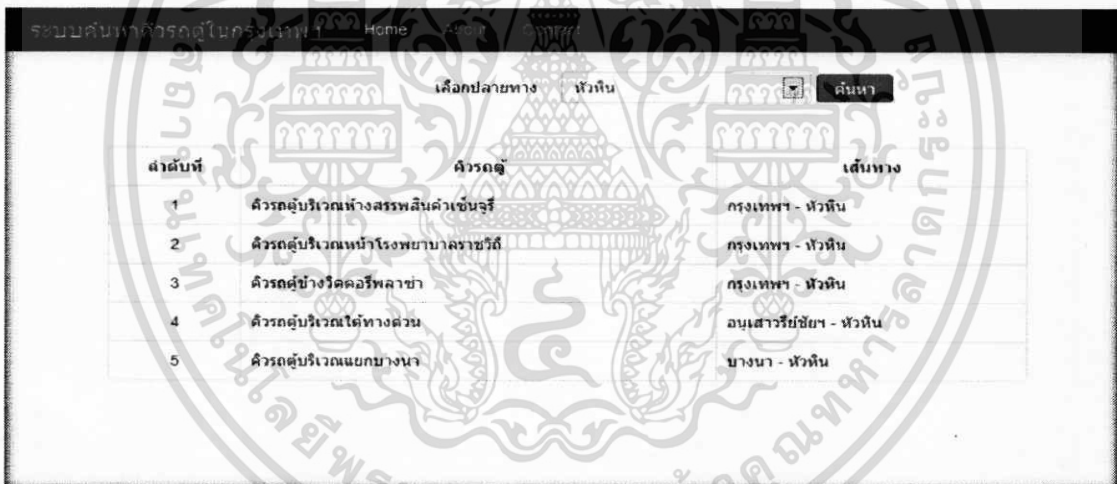 ระบบค้นหาคิวรถตู้ในกรุงเทพฯ Home About Contact
เลือกปลายทาง หัวหิน ค้นหา
ลำดับที่ คิวรถตู้ เส้นทาง
1 คิวรถตู้บริเวณห้างสรรพสินค้าเซ็นจูรี่ กรุงเทพฯ - หัวหิน
2 คิวรถตู้บริเวณหน้าโรงพยาบาลราชวิถี กรุงเทพฯ - หัวหิน
3 คิวรถตู้ข้างวิคตอรี่พลาซ่า กรุงเทพฯ - หัวหิน
4 คิวรถตู้บริเวณใต้ทางด่วน อนุเสาวรีย์ชัยฯ - หัวหิน
5 คิวรถตู้บริเวณแยกบางนา บางนา - หัวหิน